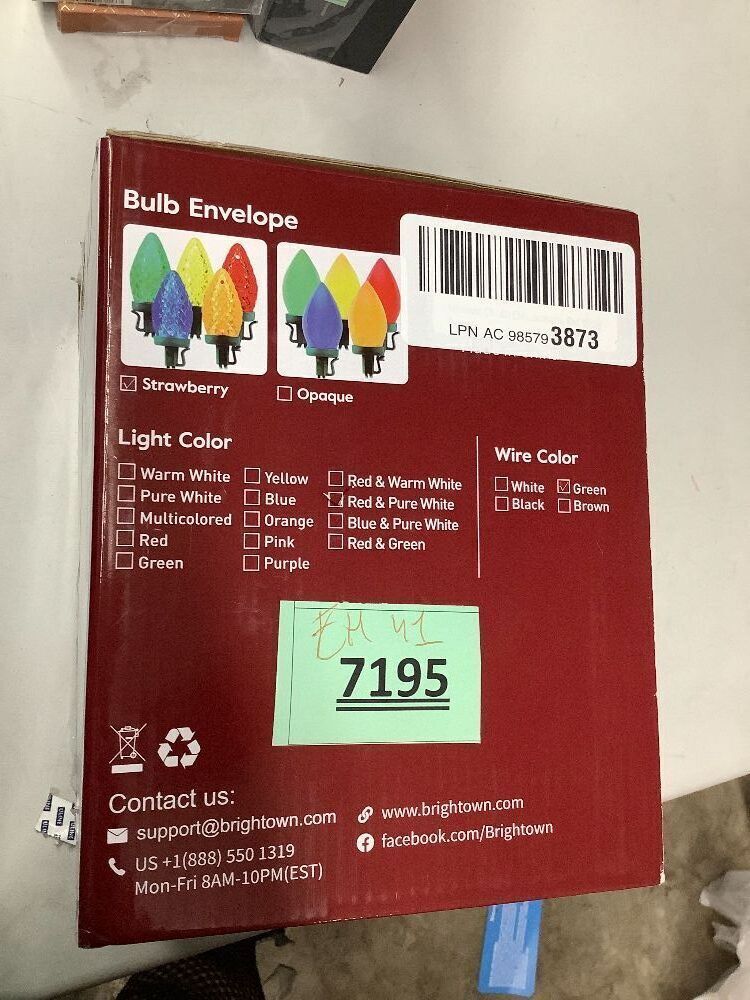 Bulb Envelope
LPN AC 985793873
Strawberry
Opaque
Light Color
Warm White
Pure White
Multicolored
Red
Green
Yellow
Blue
Orange
Pink
Purple
Red & Warm White
Red & Pure White
Blue & Pure White
Red & Green
Wire Color
White
Green
Black
Brown
EH 41
7195
Contact us:
support@brightown.com
US +1(888) 550 1319
Mon-Fri 8AM-10PM(EST)
www.brightown.com
facebook.com/Brightown